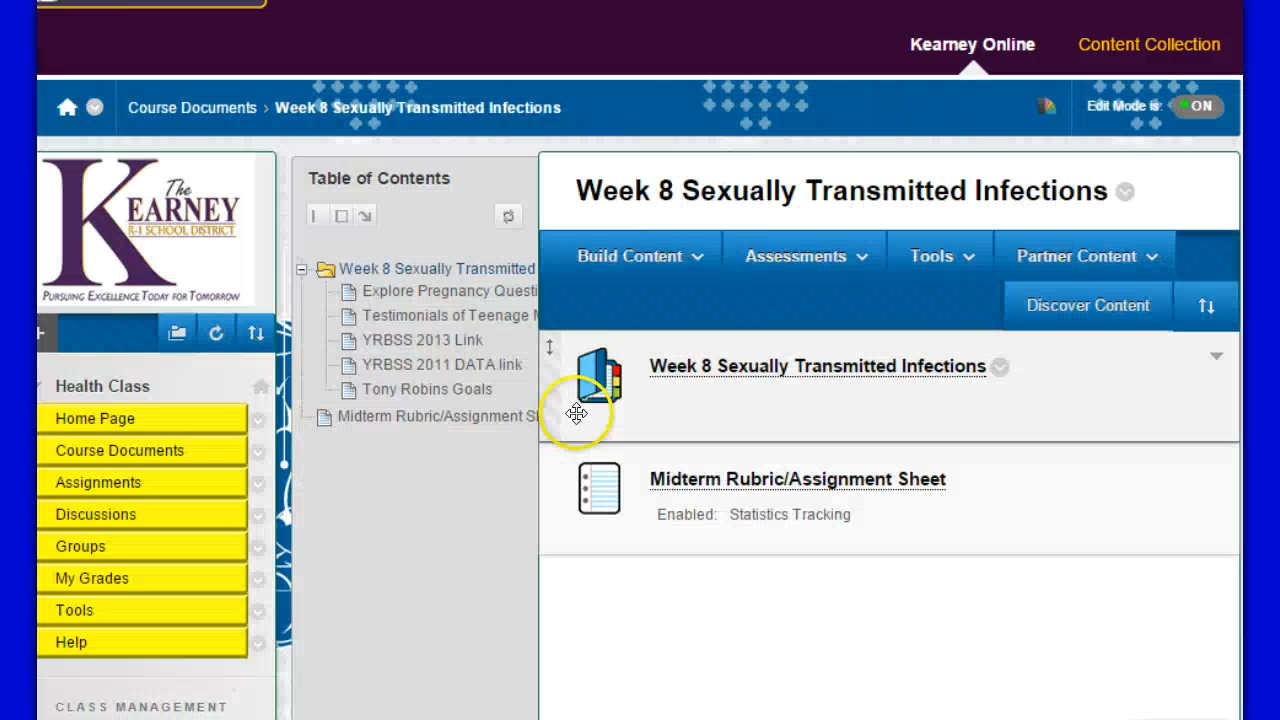 Kearney Online Content Collection
Course Documents > Week 8 Sexually Transmitted Infections Edit Mode is: ON
The
KEARNEY
R-1 SCHOOL DISTRICT
PURSUING EXCELLENCE TODAY FOR TOMORROW
Health Class
Home Page
Course Documents
Assignments
Discussions
Groups
My Grades
Tools
Help
CLASS MANAGEMENT
Table of Contents
Week 8 Sexually Transmitted
Explore Pregnancy Questi
Testimonials of Teenage
YRBSS 2013 Link
YRBSS 2011 DATA link
Tony Robins Goals
Midterm Rubric/Assignment S
Week 8 Sexually Transmitted Infections
Build Content Assessments Tools Partner Content
Discover Content
Week 8 Sexually Transmitted Infections
Midterm Rubric/Assignment Sheet
Enabled: Statistics Tracking